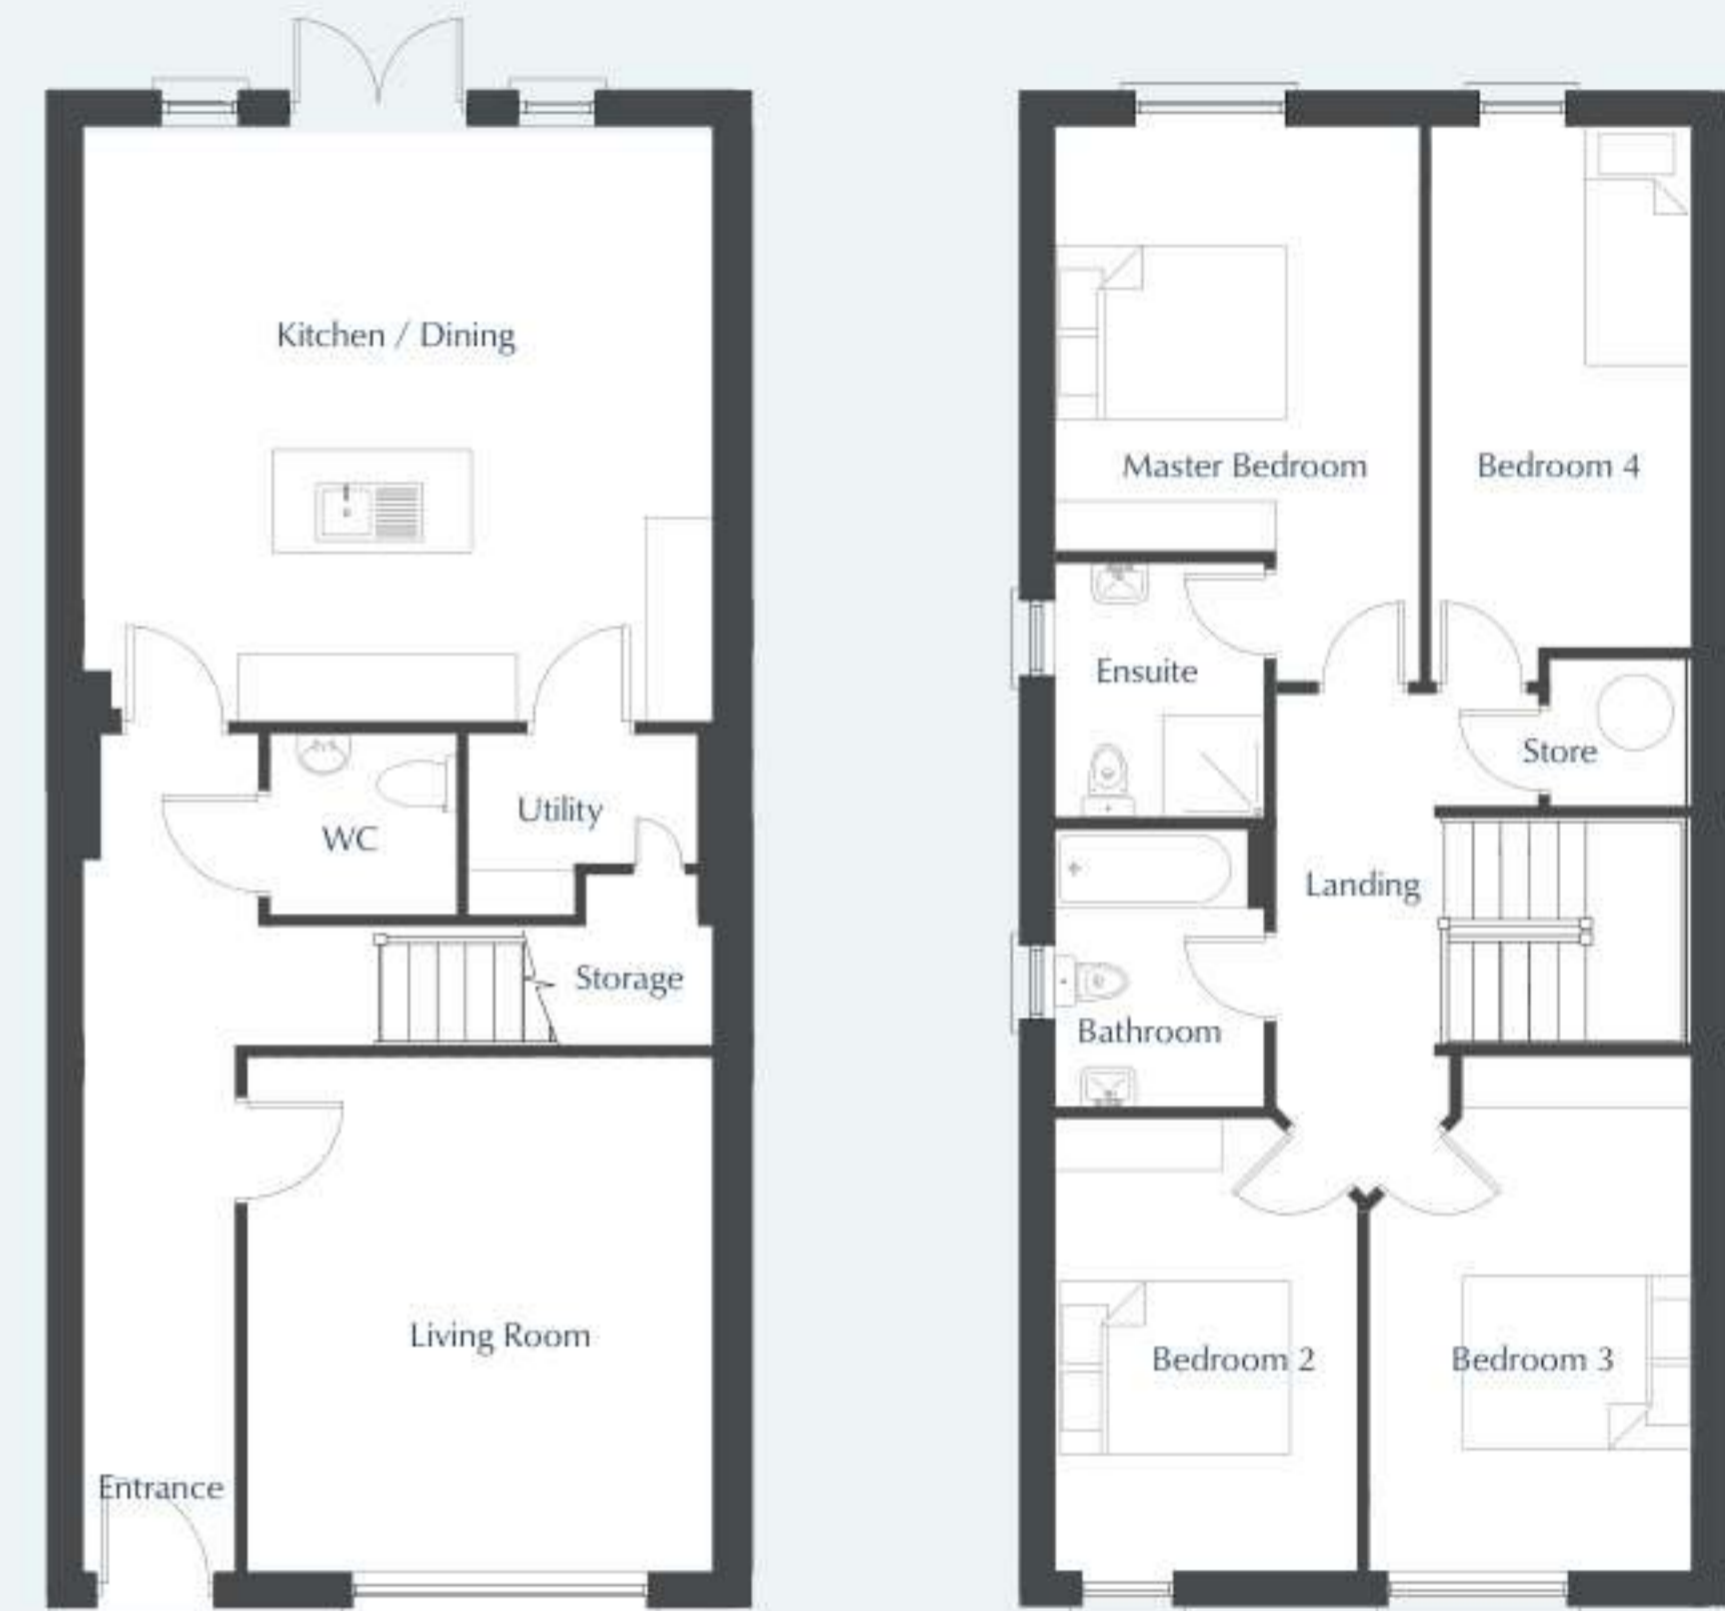 Kitchen / Dining
WC
Utility
Storage
Living Room
Entrance
Master Bedroom
Bedroom 4
Ensuite
Store
Landing
Bathroom
Bedroom 2
Bedroom 3